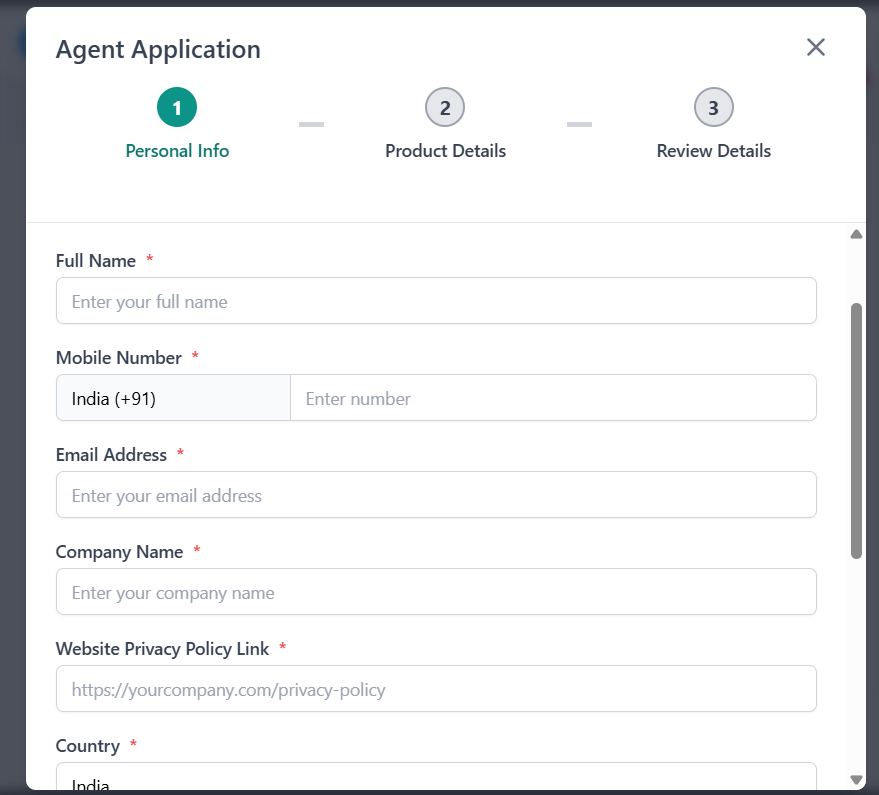 Agent Application
1
2
3
Personal Info
Product Details
Review Details
Full Name *
Enter your full name
Mobile Number *
India (+91)
Enter number
Email Address *
Enter your email address
Company Name *
Enter your company name
Website Privacy Policy Link *
https://yourcompany.com/privacy-policy
Country *
India